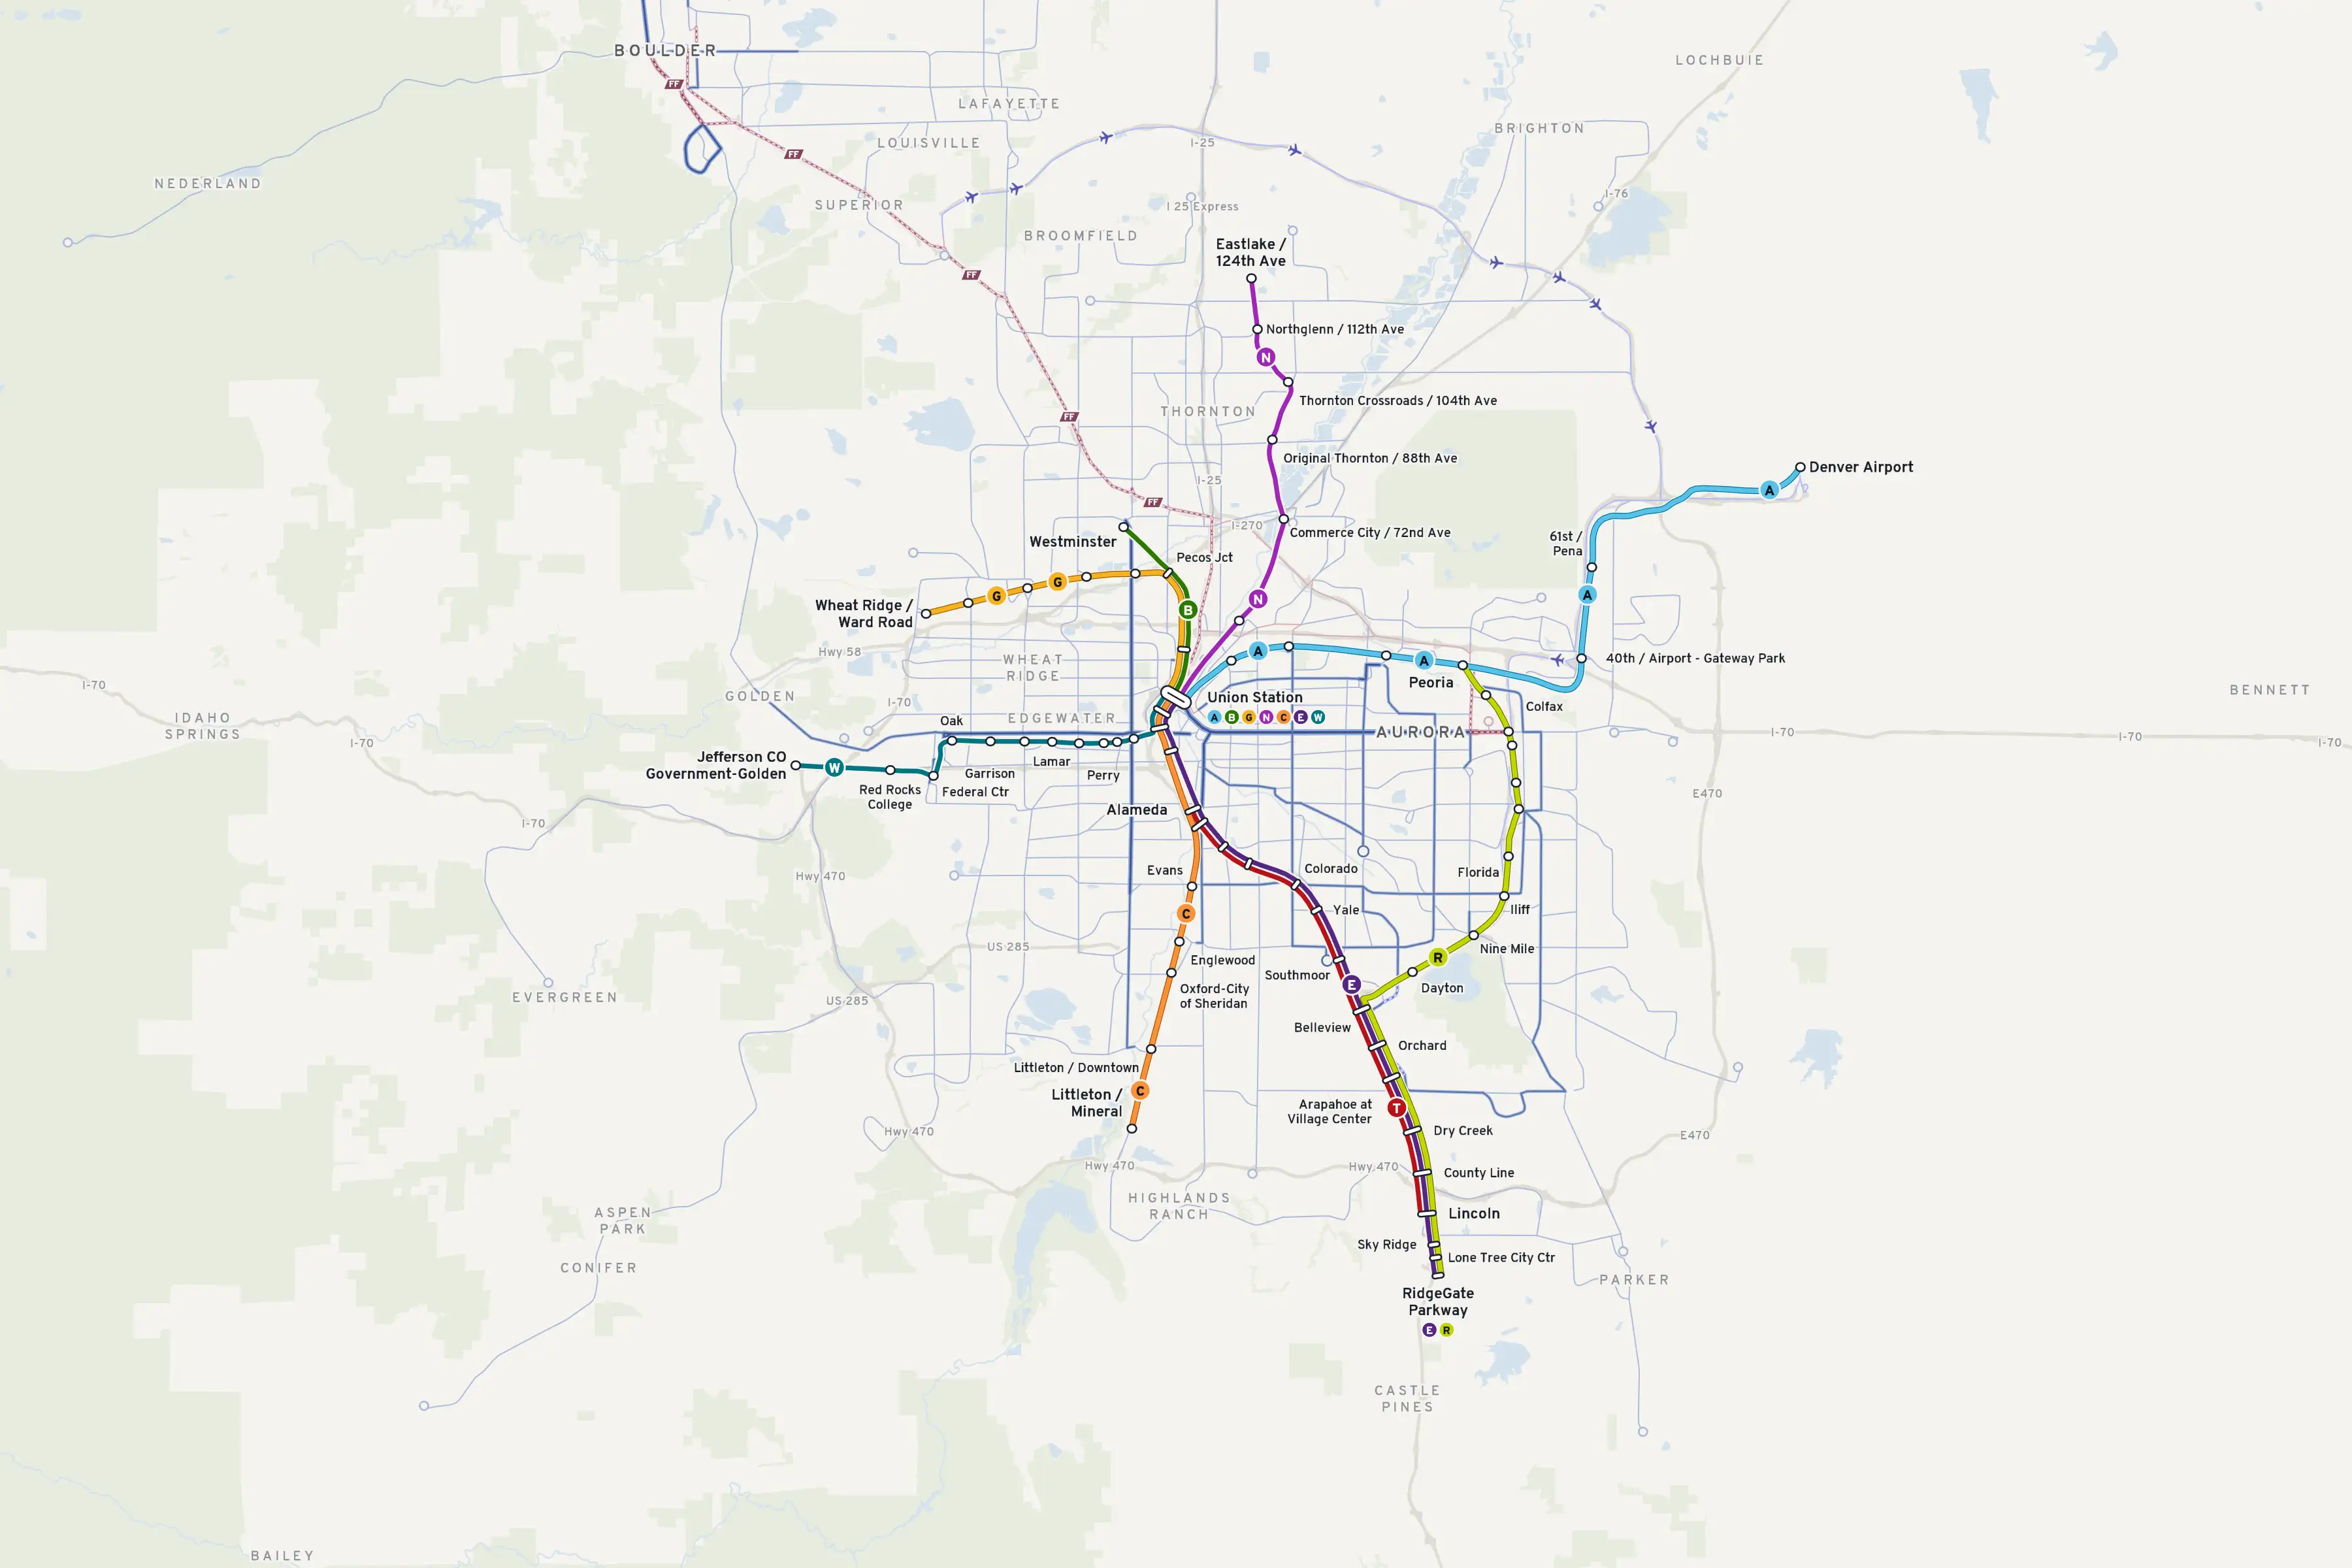 BOULDER
FF
LOCHBUIE
LAFAYETTE
BRIGHTON
LOUISVILLE
I-25
FF
NEDERLAND
I-76
SUPERIOR
I 25 Express
BROOMFIELD
Eastlake /
124th Ave
FF
Northglenn / 112th Ave
N
Thornton Crossroads / 104th Ave
THORNTON
FF
Original Thornton / 88th Ave
Denver Airport
I-25
A
FF
I-270
Commerce City / 72nd Ave
61st /
Pena
Westminster
Pecos Jct
G
G
A
Wheat Ridge /
Ward Road
B
N
Hwy 58
WHEAT
RIDGE
A
A
40th / Airport - Gateway Park
Peoria
I-70
BENNETT
GOLDEN
Union Station
A B G N C E W
I-70
Colfax
IDAHO
SPRINGS
Oak
EDGEWATER
AURORA
I-70
I-70
I-70
I-70
Jefferson CO
Government-Golden
W
Lamar
Garrison
Perry
Red Rocks
College
Federal Ctr
E470
Alameda
I-70
Evans
Colorado
Florida
Hwy 470
C
Yale
Iliff
US 285
Nine Mile
Englewood
R
Southmoor
E
Dayton
EVERGREEN
US 285
Oxford-City
of Sheridan
Belleview
Orchard
Littleton / Downtown
C
Littleton /
Mineral
Arapahoe at
Village Center
T
Dry Creek
Hwy 470
E470
Hwy 470
Hwy 470
County Line
HIGHLANDS
RANCH
ASPEN
PARK
Lincoln
Sky Ridge
Lone Tree City Ctr
CONIFER
PARKER
RidgeGate
Parkway
E R
CASTLE
PINES
BAILEY